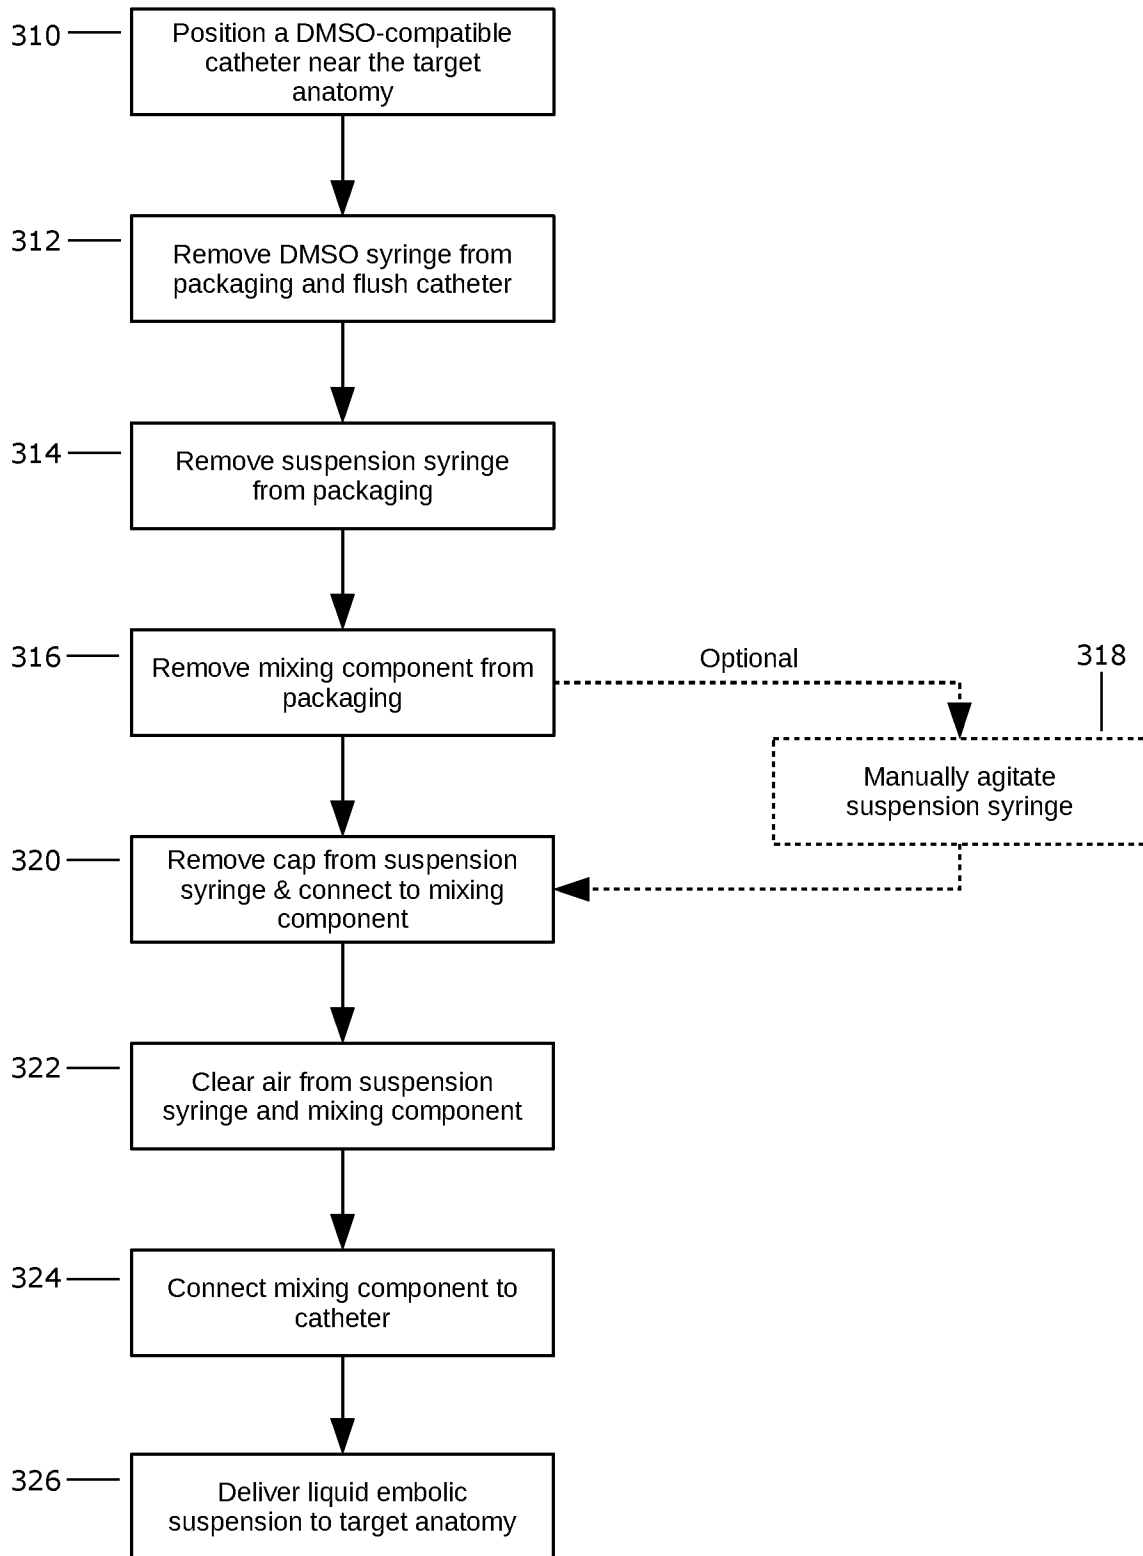 310
Position a DMSO-compatible
catheter near the target
anatomy
312
Remove DMSO syringe from
packaging and flush catheter
314
Remove suspension syringe
from packaging
316
Remove mixing component from
packaging
Optional
318
Manually agitate
suspension syringe
320
Remove cap from suspension
syringe & connect to mixing
component
322
Clear air from suspension
syringe and mixing component
324
Connect mixing component to
catheter
326
Deliver liquid embolic
suspension to target anatomy